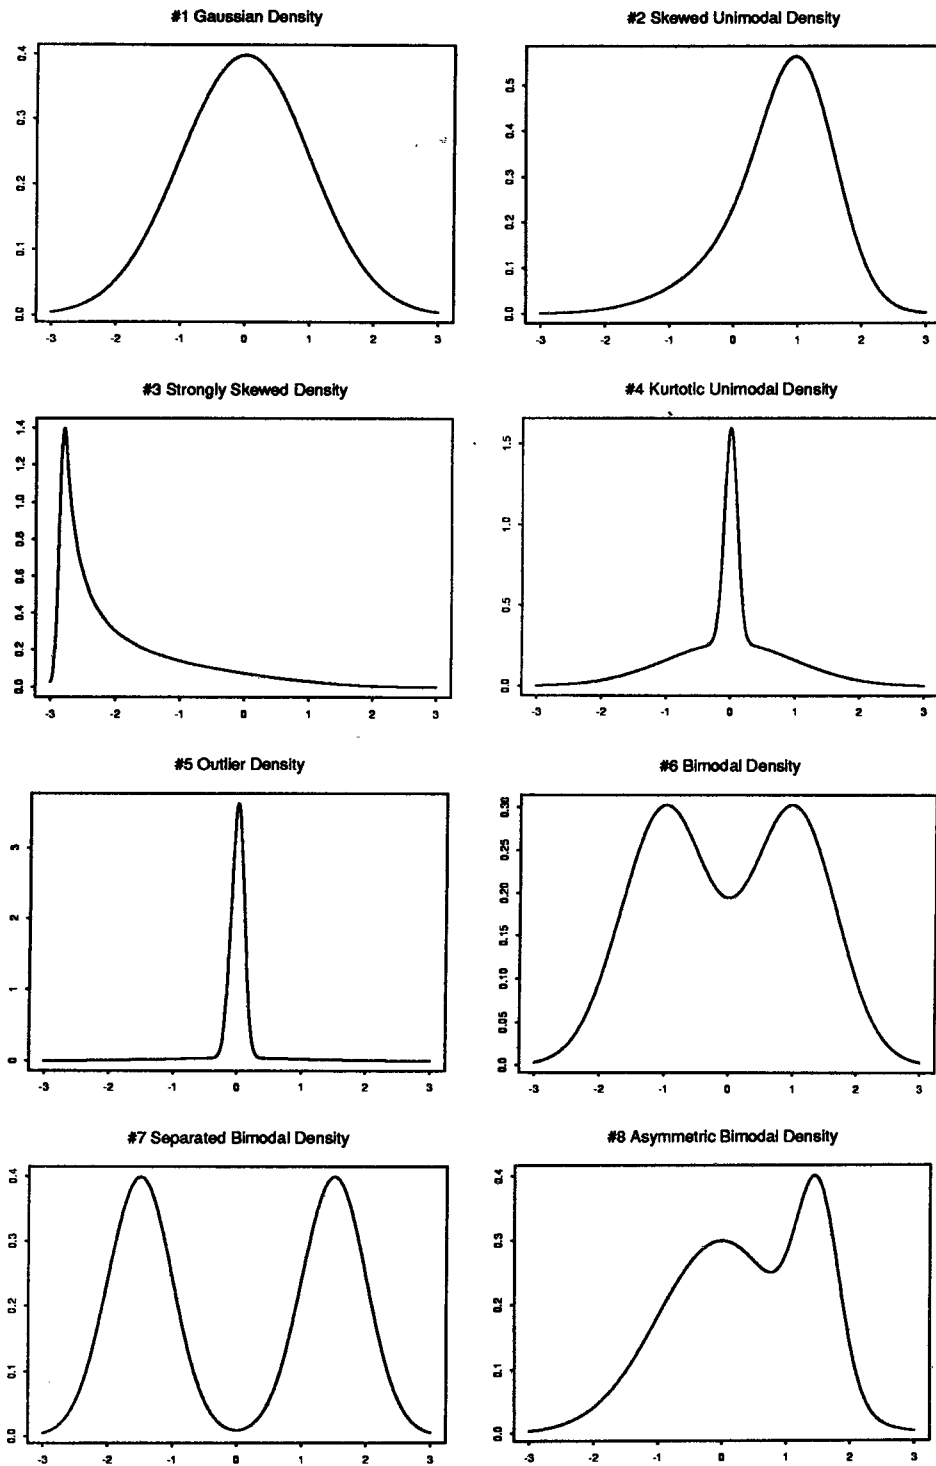 #1 Gaussian Density
0.4
0.3
0.2
0.1
0.0
-3 -2 -1 0 1 2 3
#2 Skewed Unimodal Density
0.5
0.4
0.3
0.2
0.1
0.0
-3 -2 -1 0 1 2 3
#3 Strongly Skewed Density
1.4
1.2
1.0
0.8
0.6
0.4
0.2
0.0
-3 -2 -1 0 1 2 3
#4 Kurtotic Unimodal Density
1.5
1.0
0.5
0.0
-3 -2 -1 0 1 2 3
#5 Outlier Density
3
2
1
0
-3 -2 -1 0 1 2 3
#6 Bimodal Density
0.30
0.25
0.20
0.15
0.10
0.05
0.0
-3 -2 -1 0 1 2 3
#7 Separated Bimodal Density
0.4
0.3
0.2
0.1
0.0
-3 -2 -1 0 1 2 3
#8 Asymmetric Bimodal Density
0.4
0.3
0.2
0.1
0.0
-3 -2 -1 0 1 2 3